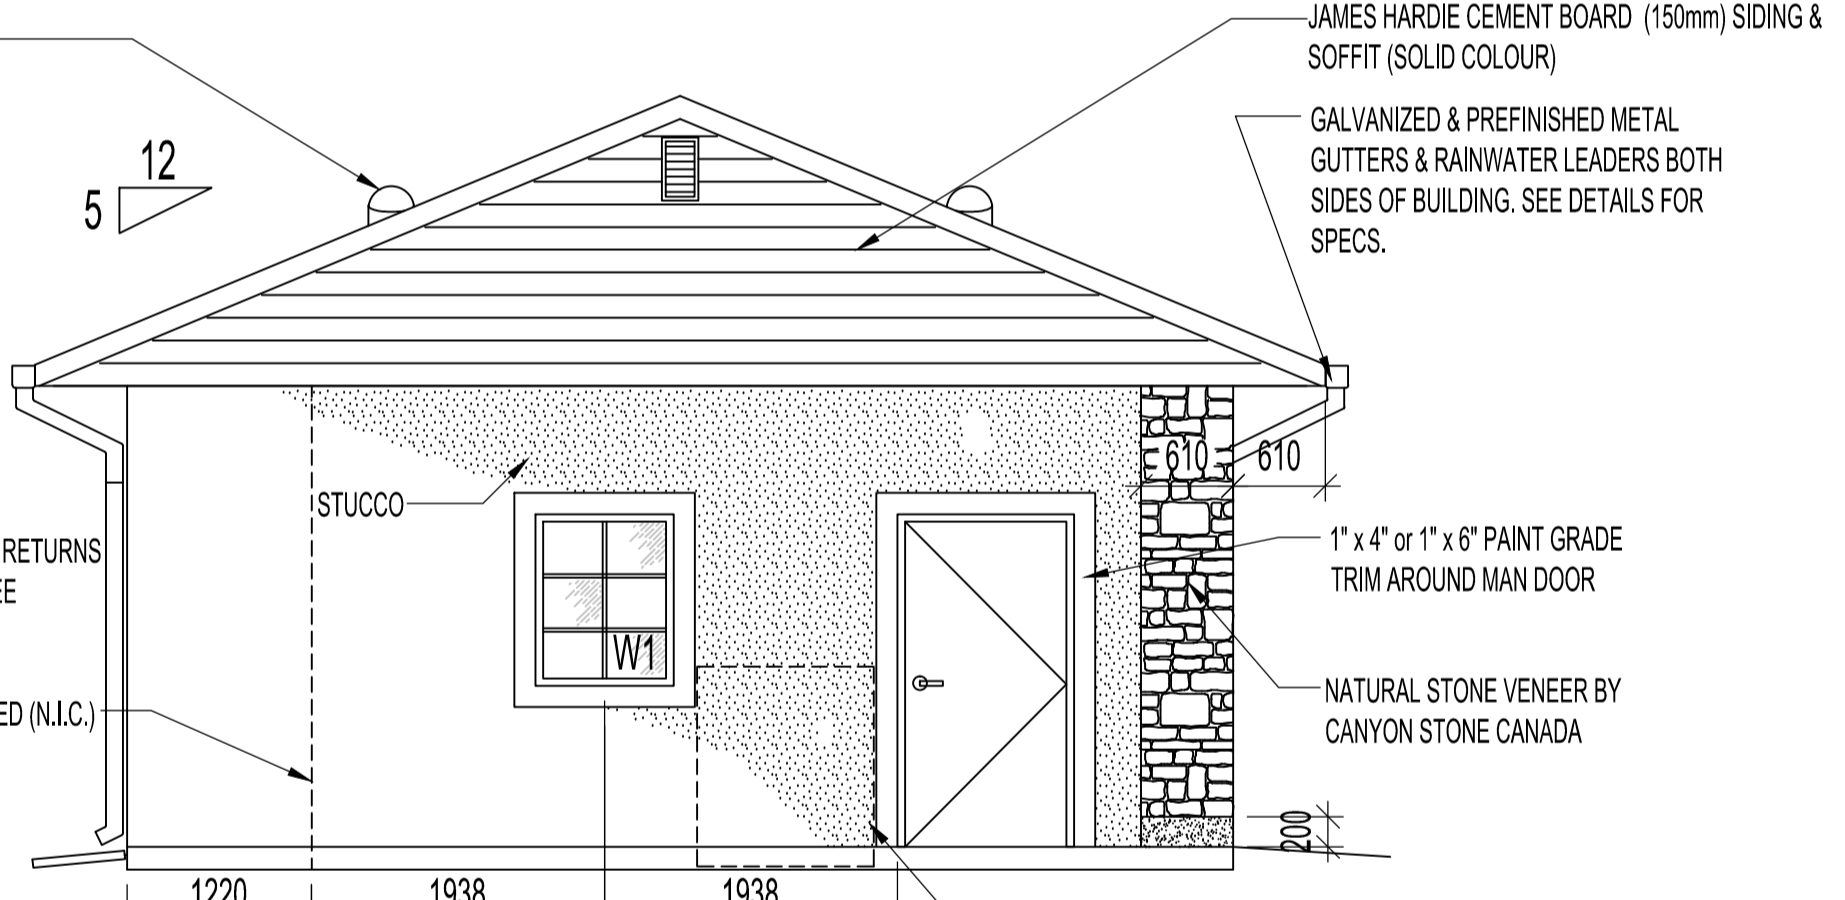 JAMES HARDIE CEMENT BOARD (150mm) SIDING &
SOFFIT (SOLID COLOUR)
GALVANIZED & PREFINISHED METAL
GUTTERS & RAINWATER LEADERS BOTH
SIDES OF BUILDING. SEE DETAILS FOR
SPECS.
12
5
610
610
STUCCO
RETURNS
1" x 4" or 1" x 6" PAINT GRADE
TRIM AROUND MAN DOOR
W1
NATURAL STONE VENEER BY
CANYON STONE CANADA
(N.I.C.)
200
1220
1938
1938